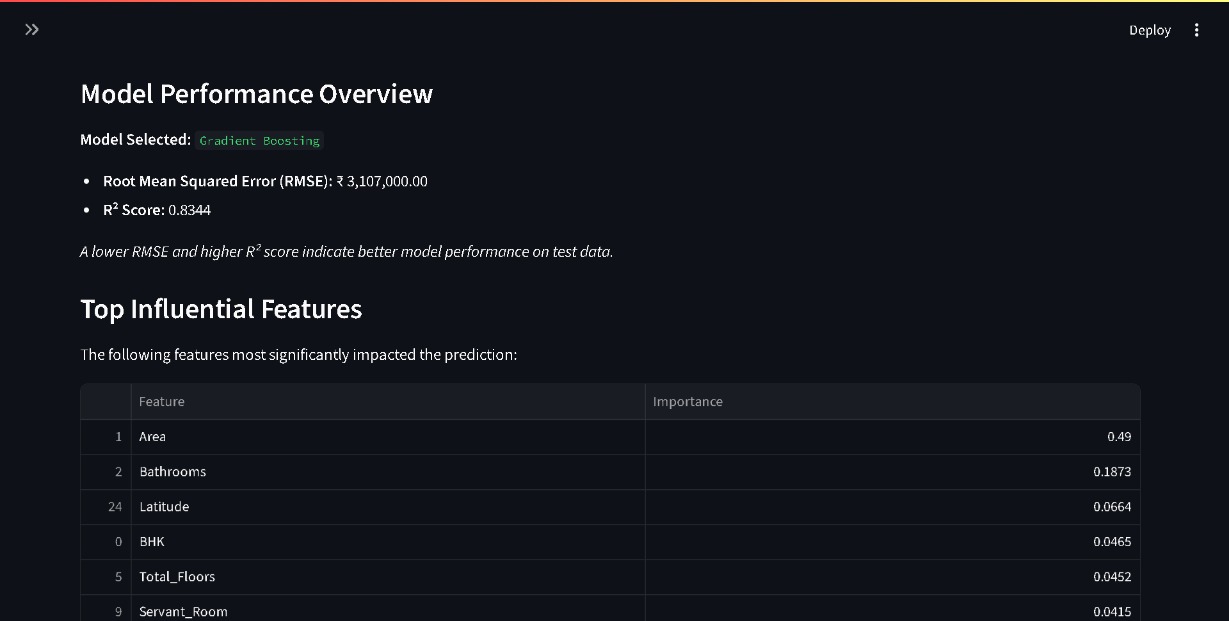 Deploy
Model Performance Overview
Model Selected: Gradient Boosting
• Root Mean Squared Error (RMSE): ₹ 3,107,000.00
• R² Score: 0.8344
A lower RMSE and higher R² score indicate better model performance on test data.
Top Influential Features
The following features most significantly impacted the prediction:
Feature Importance
1 Area 0.49
2 Bathrooms 0.1873
24 Latitude 0.0664
0 BHK 0.0465
5 Total_Floors 0.0452
9 Servant_Room 0.0415